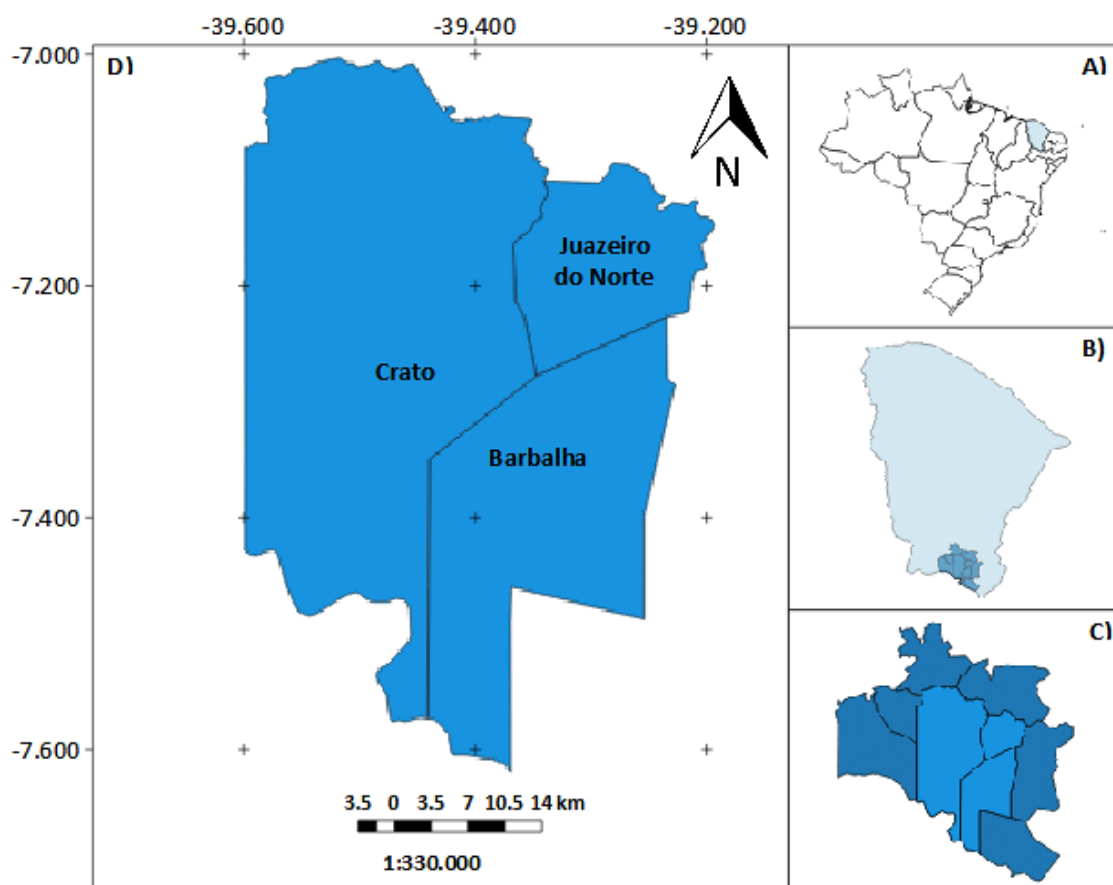 -39.600 -39.400 -39.200
-7.000
D)
N
Juazeiro
do Norte
-7.200
Crato
Barbalha
-7.400
-7.600
3.5 0 3.5 7 10.5 14 km
1:330.000
A)
B)
C)